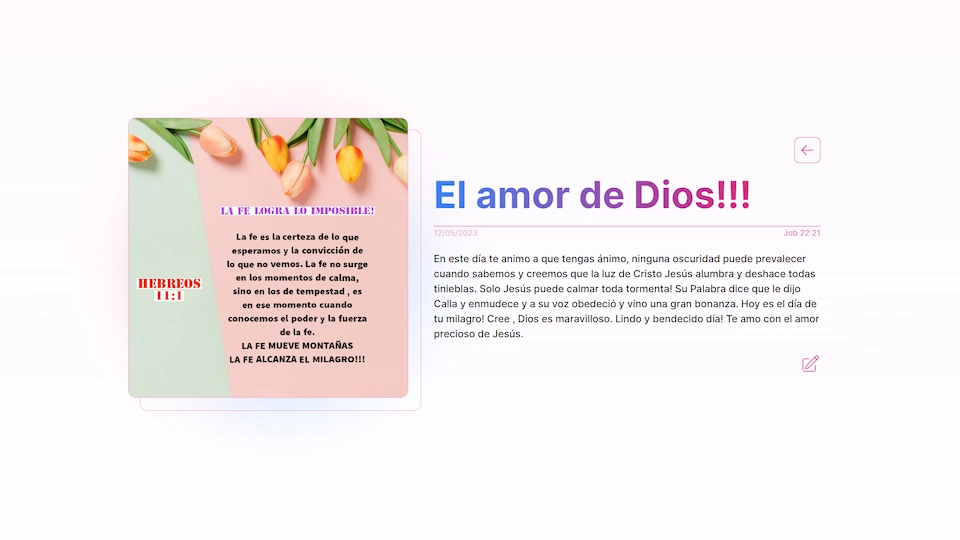 LA FE LOGRA LO IMPOSIBLE!
La fe es la certeza de lo que
esperamos y la convicción de
lo que no vemos. La fe no surge
en los momentos de calma,
sino en los de tempestad , es
en ese momento cuando
conocemos el poder y la fuerza
de la fe.
LA FE MUEVE MONTAÑAS
LA FE ALCANZA EL MILAGRO!!!
HEBREOS
11:1
El amor de Dios!!!
12/05/2023
Job 22:21
En este día te animo a que tengas ánimo, ninguna oscuridad puede prevalecer
cuando sabemos y creemos que la luz de Cristo Jesús alumbra y deshace todas
tinieblas. Solo Jesús puede calmar toda tormenta! Su Palabra dice que le dijo
Calla y enmudece y a su voz obedeció y vino una gran bonanza. Hoy es el día de
tu milagro! Cree , Dios es maravilloso. Lindo y bendecido día! Te amo con el amor
precioso de Jesús.